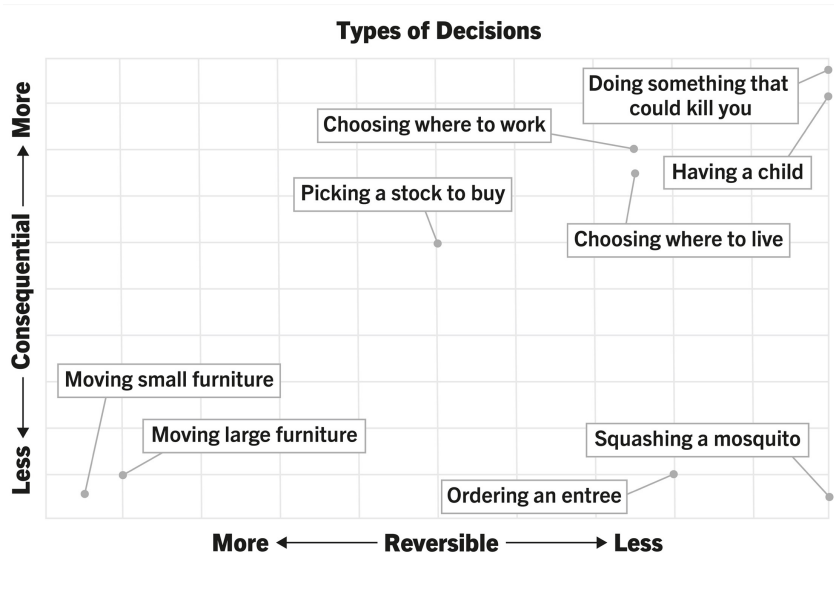 Types of Decisions
Doing something that
could kill you
Choosing where to work
Having a child
Picking a stock to buy
Choosing where to live
Moving small furniture
Moving large furniture
Squashing a mosquito
Ordering an entree
Less Consequential More
More Reversible Less